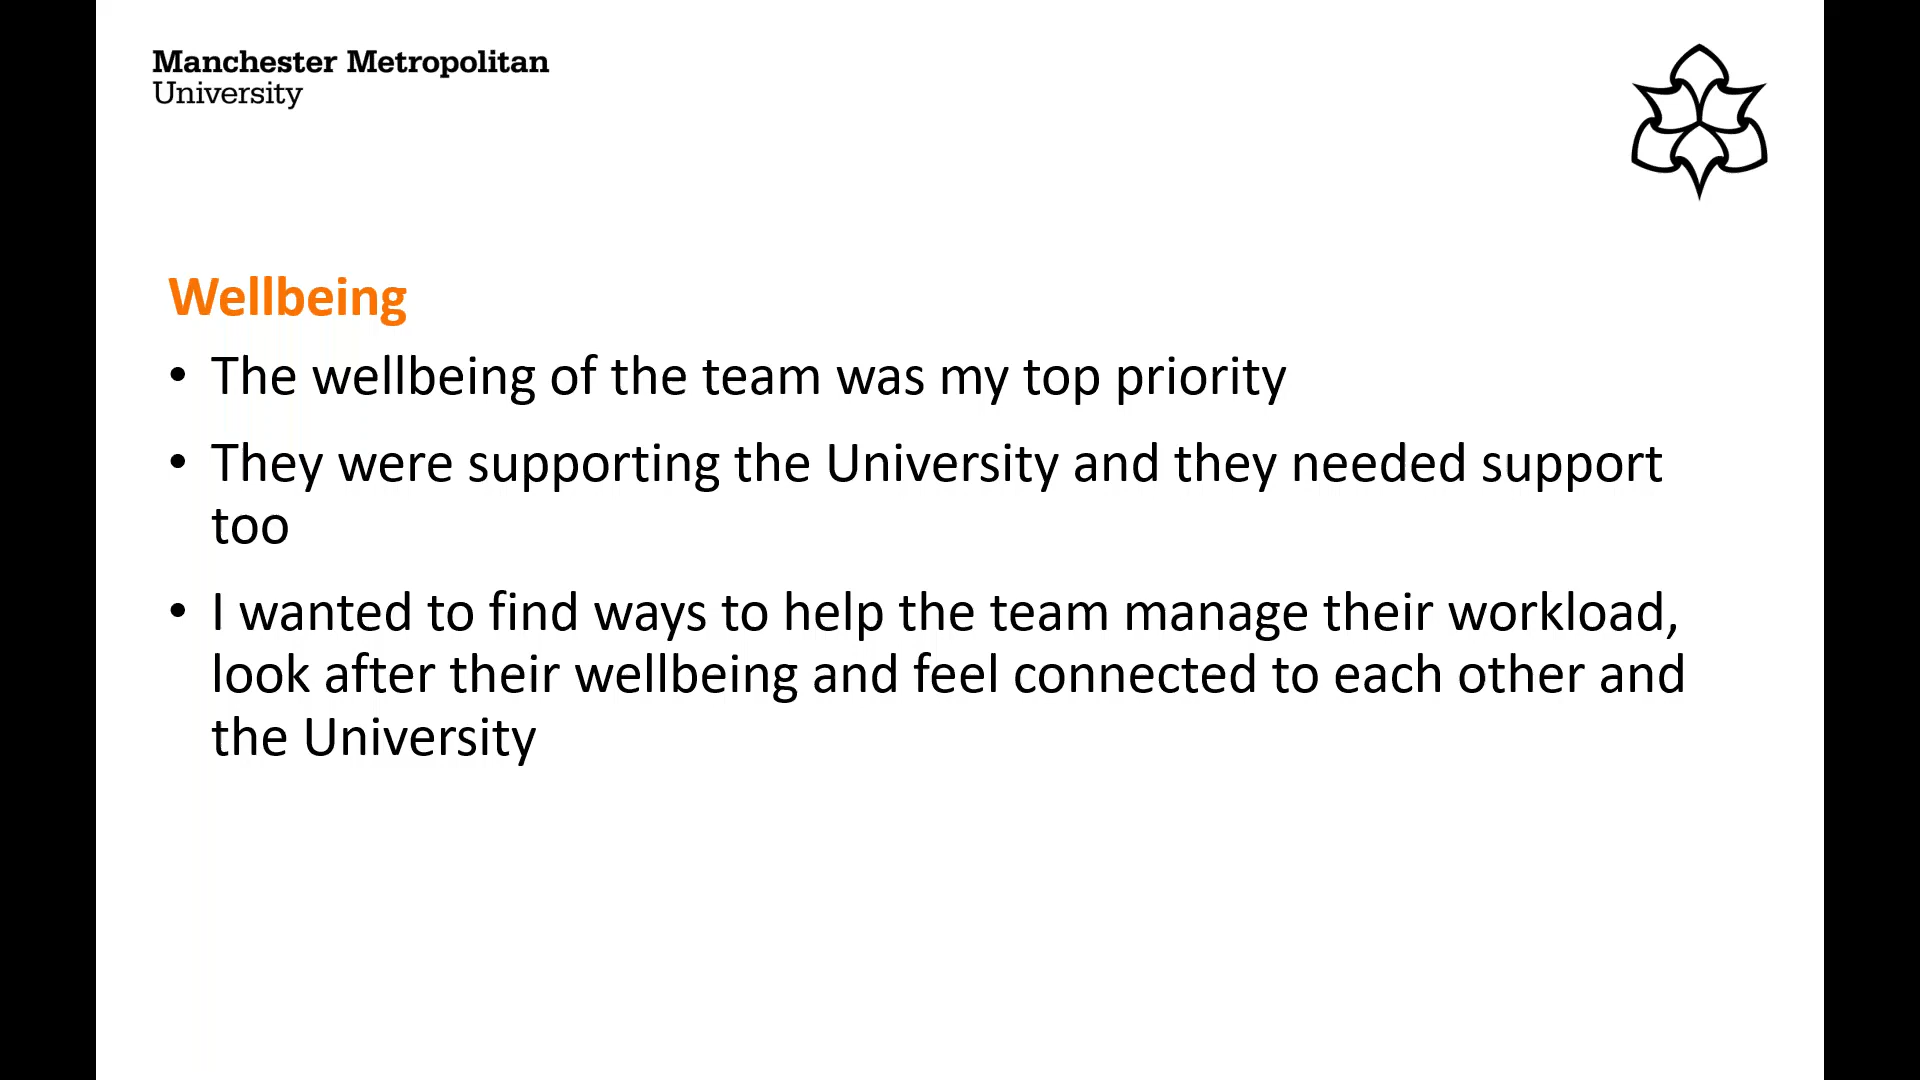 Manchester Metropolitan
University
Wellbeing
• The wellbeing of the team was my top priority
• They were supporting the University and they needed support
too
• I wanted to find ways to help the team manage their workload,
look after their wellbeing and feel connected to each other and
the University